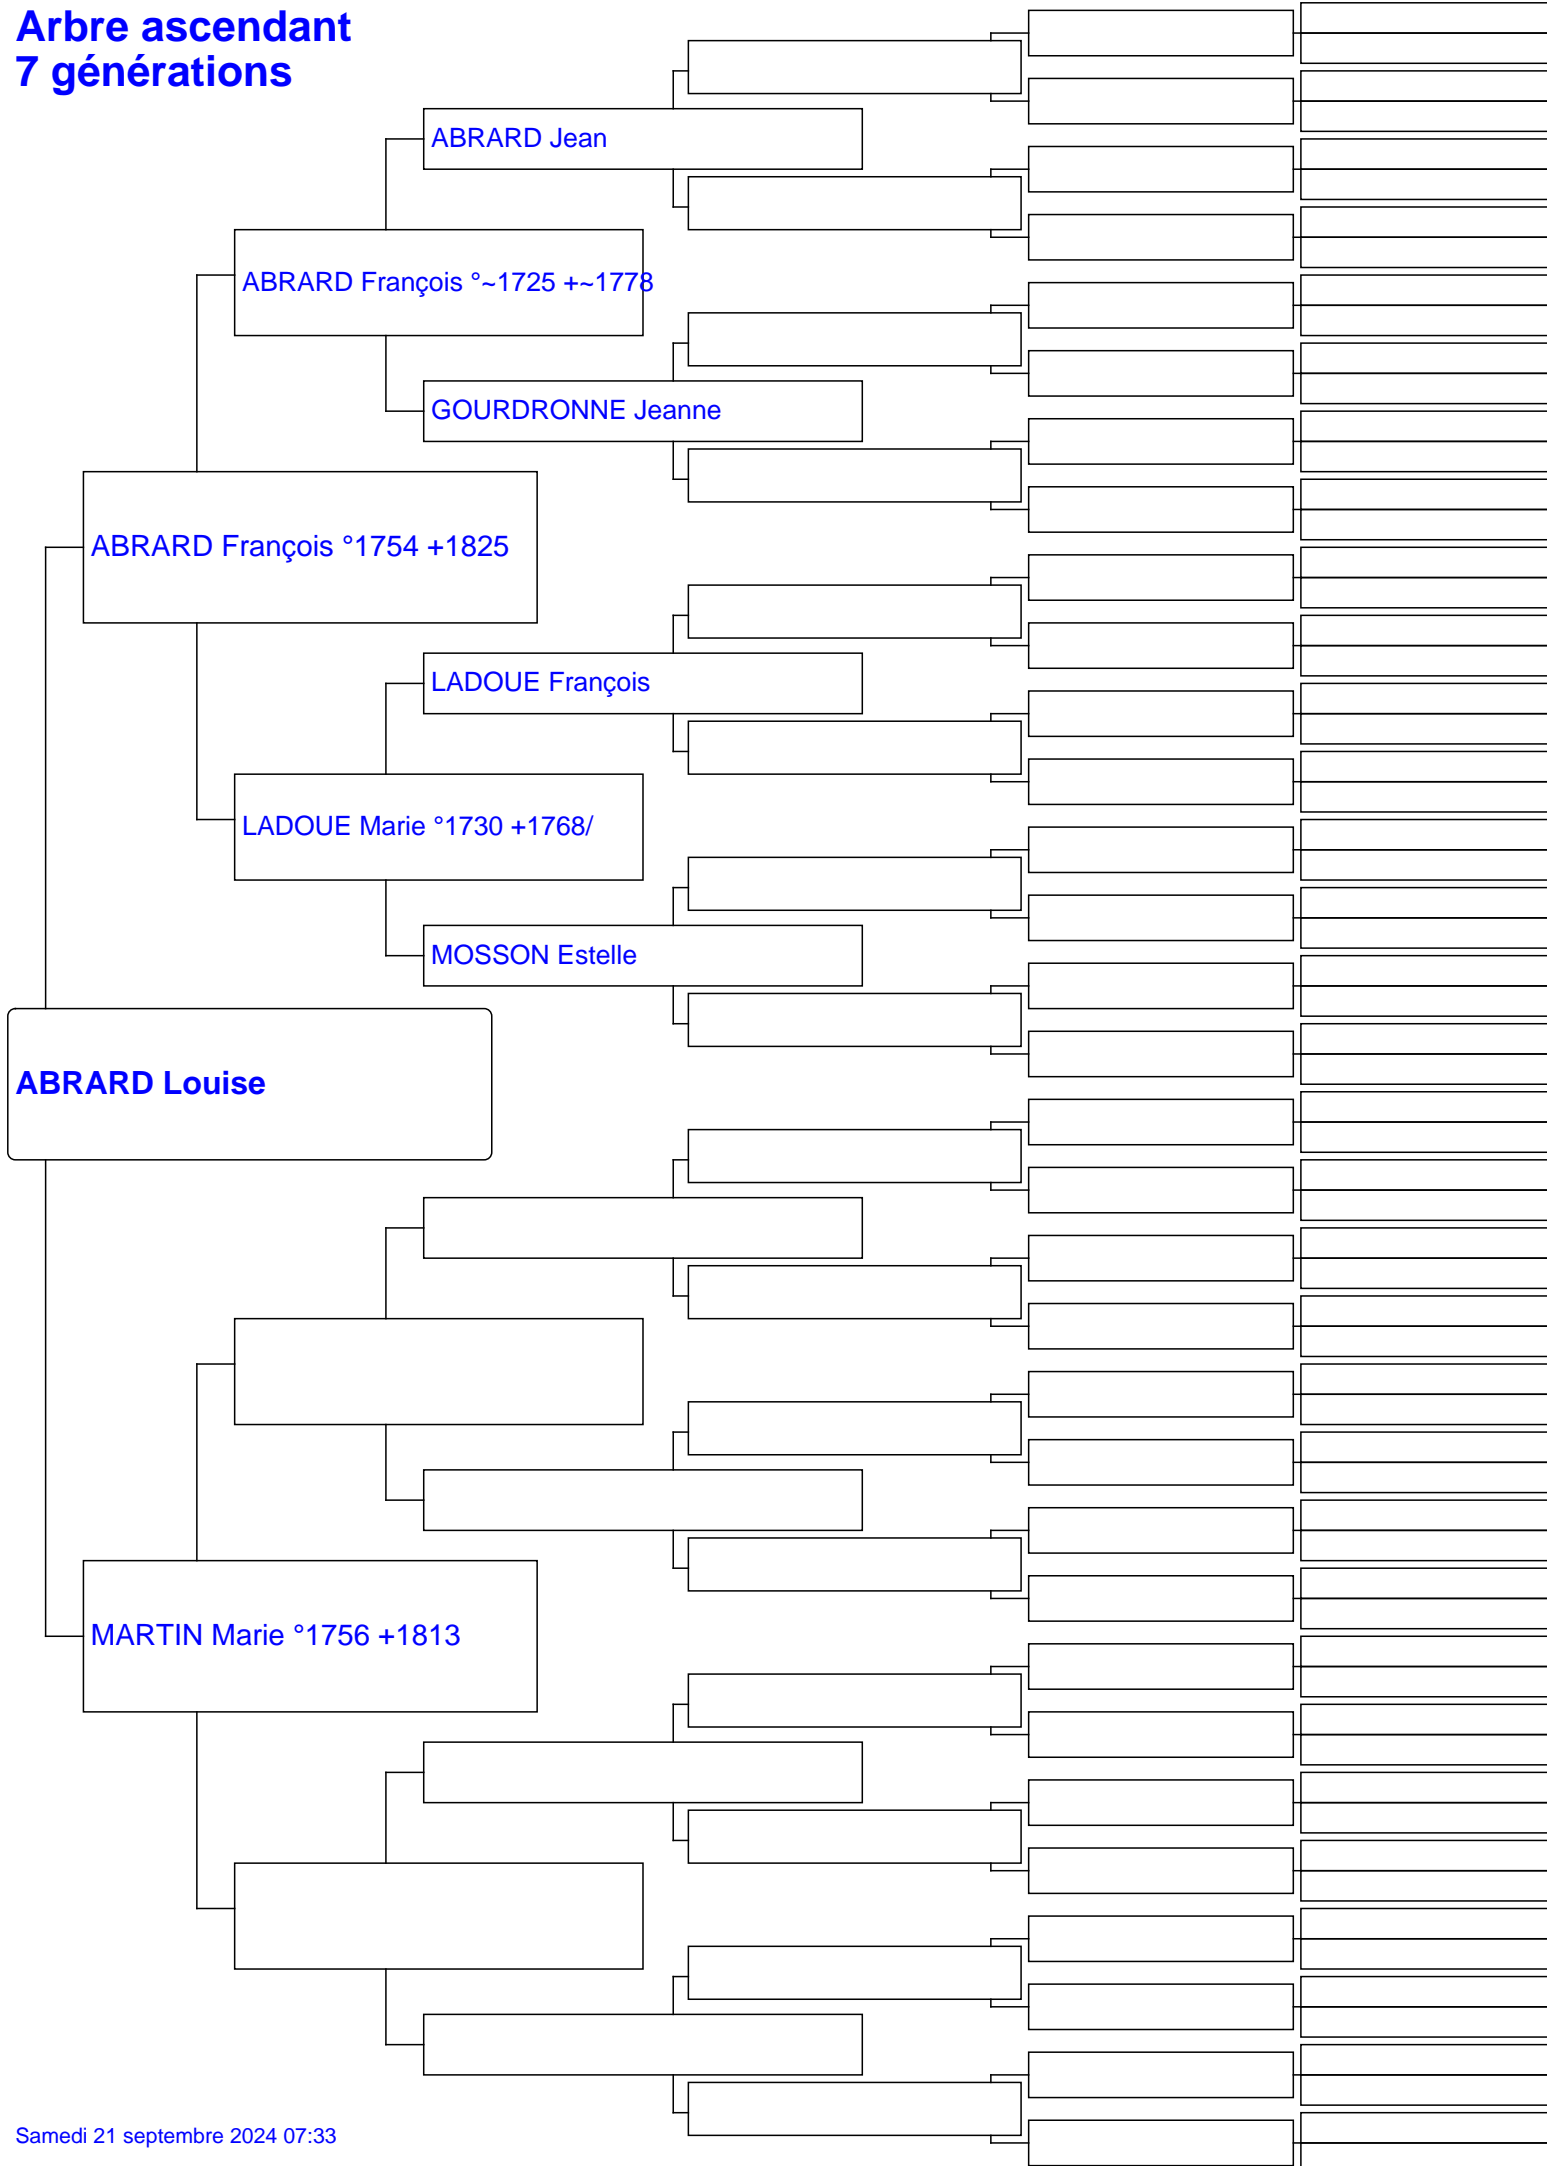 Arbre ascendant
7 générations
ABRARD Jean
ABRARD François °~1725 +~1778
GOURDRONNE Jeanne
ABRARD François °1754 +1825
LADOUE François
LADOUE Marie °1730 +1768/
MOSSON Estelle
ABRARD Louise
MARTIN Marie °1756 +1813
Samedi 21 septembre 2024 07:33